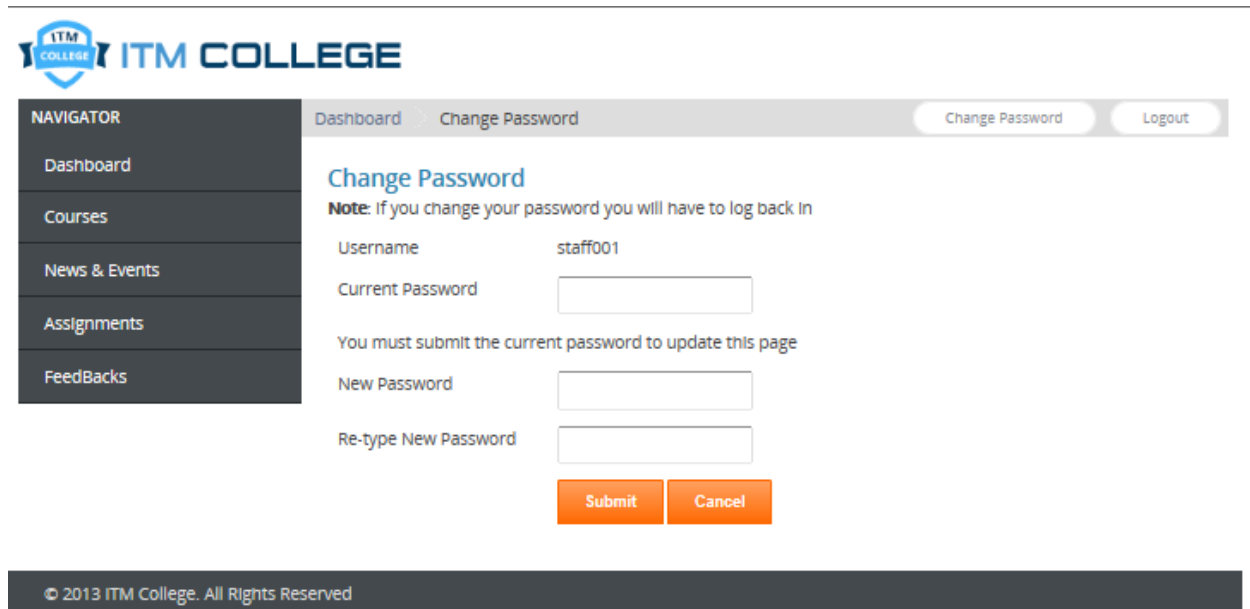 ITM
COLLEGE
ITM COLLEGE
NAVIGATOR
Dashboard
Courses
News & Events
Assignments
FeedBacks
Dashboard Change Password Change Password Logout
Change Password
Note: If you change your password you will have to log back in
Username staff001
Current Password
You must submit the current password to update this page
New Password
Re-type New Password
Submit Cancel
© 2013 ITM College. All Rights Reserved